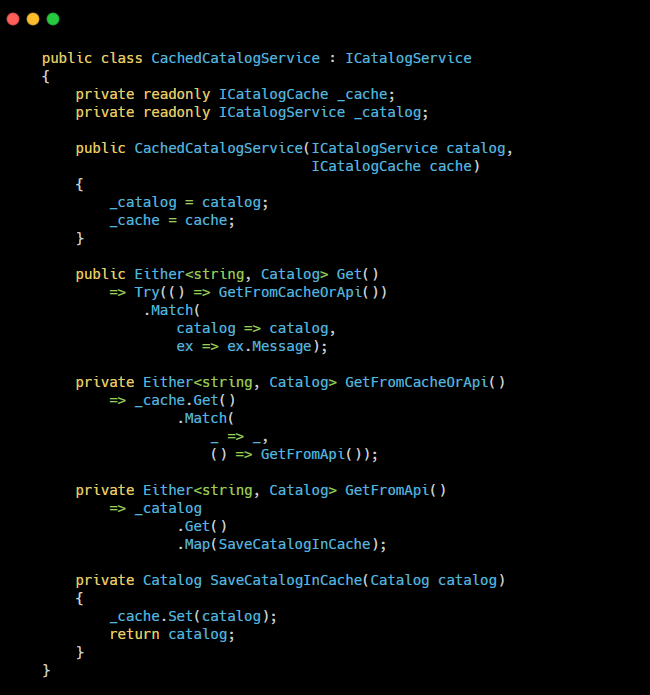 public class CachedCatalogService : ICatalogService
{
    private readonly ICatalogCache _cache;
    private readonly ICatalogService _catalog;

    public CachedCatalogService(ICatalogService catalog,
                                ICatalogCache cache)
    {
        _catalog = catalog;
        _cache = cache;
    }

    public Either<string, Catalog> Get()
        => Try(() => GetFromCacheOrApi())
            .Match(
                catalog => catalog,
                ex => ex.Message);

    private Either<string, Catalog> GetFromCacheOrApi()
        => _cache.Get()
                .Match(
                    _ => _,
                    () => GetFromApi());

    private Either<string, Catalog> GetFromApi()
        => _catalog
                .Get()
                .Map(SaveCatalogInCache);

    private Catalog SaveCatalogInCache(Catalog catalog)
    {
        _cache.Set(catalog);
        return catalog;
    }
}